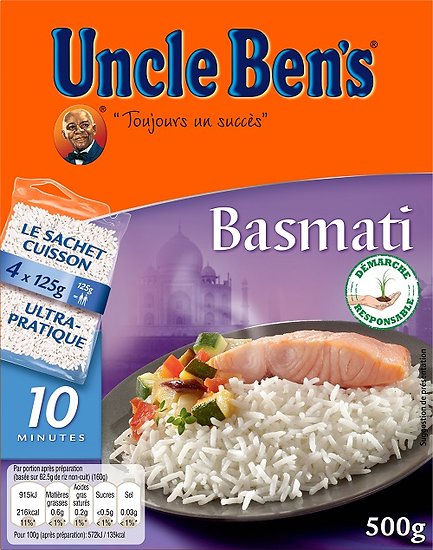 UNCLE BEN'S®
® "Toujours un succès"
Basmati
LE SACHET
CUISSON
4 x 125g
125g
ULTRA-
PRATIQUE
DÉMARCHE
RESPONSABLE
10
MINUTES
Suggestion de présentation
Par portion après préparation
(basée sur 62.5g de riz non-cuit) (160g)
915kJ
216kcal
11%*
Matières
grasses
0.6g
<1%*
Acides
gras
saturés
0.2g
1%*
Sucres
<0.5g
<1%*
Sel
0.03g
<1%*
Pour 100g (après préparation): 572kJ / 135kcal
500g